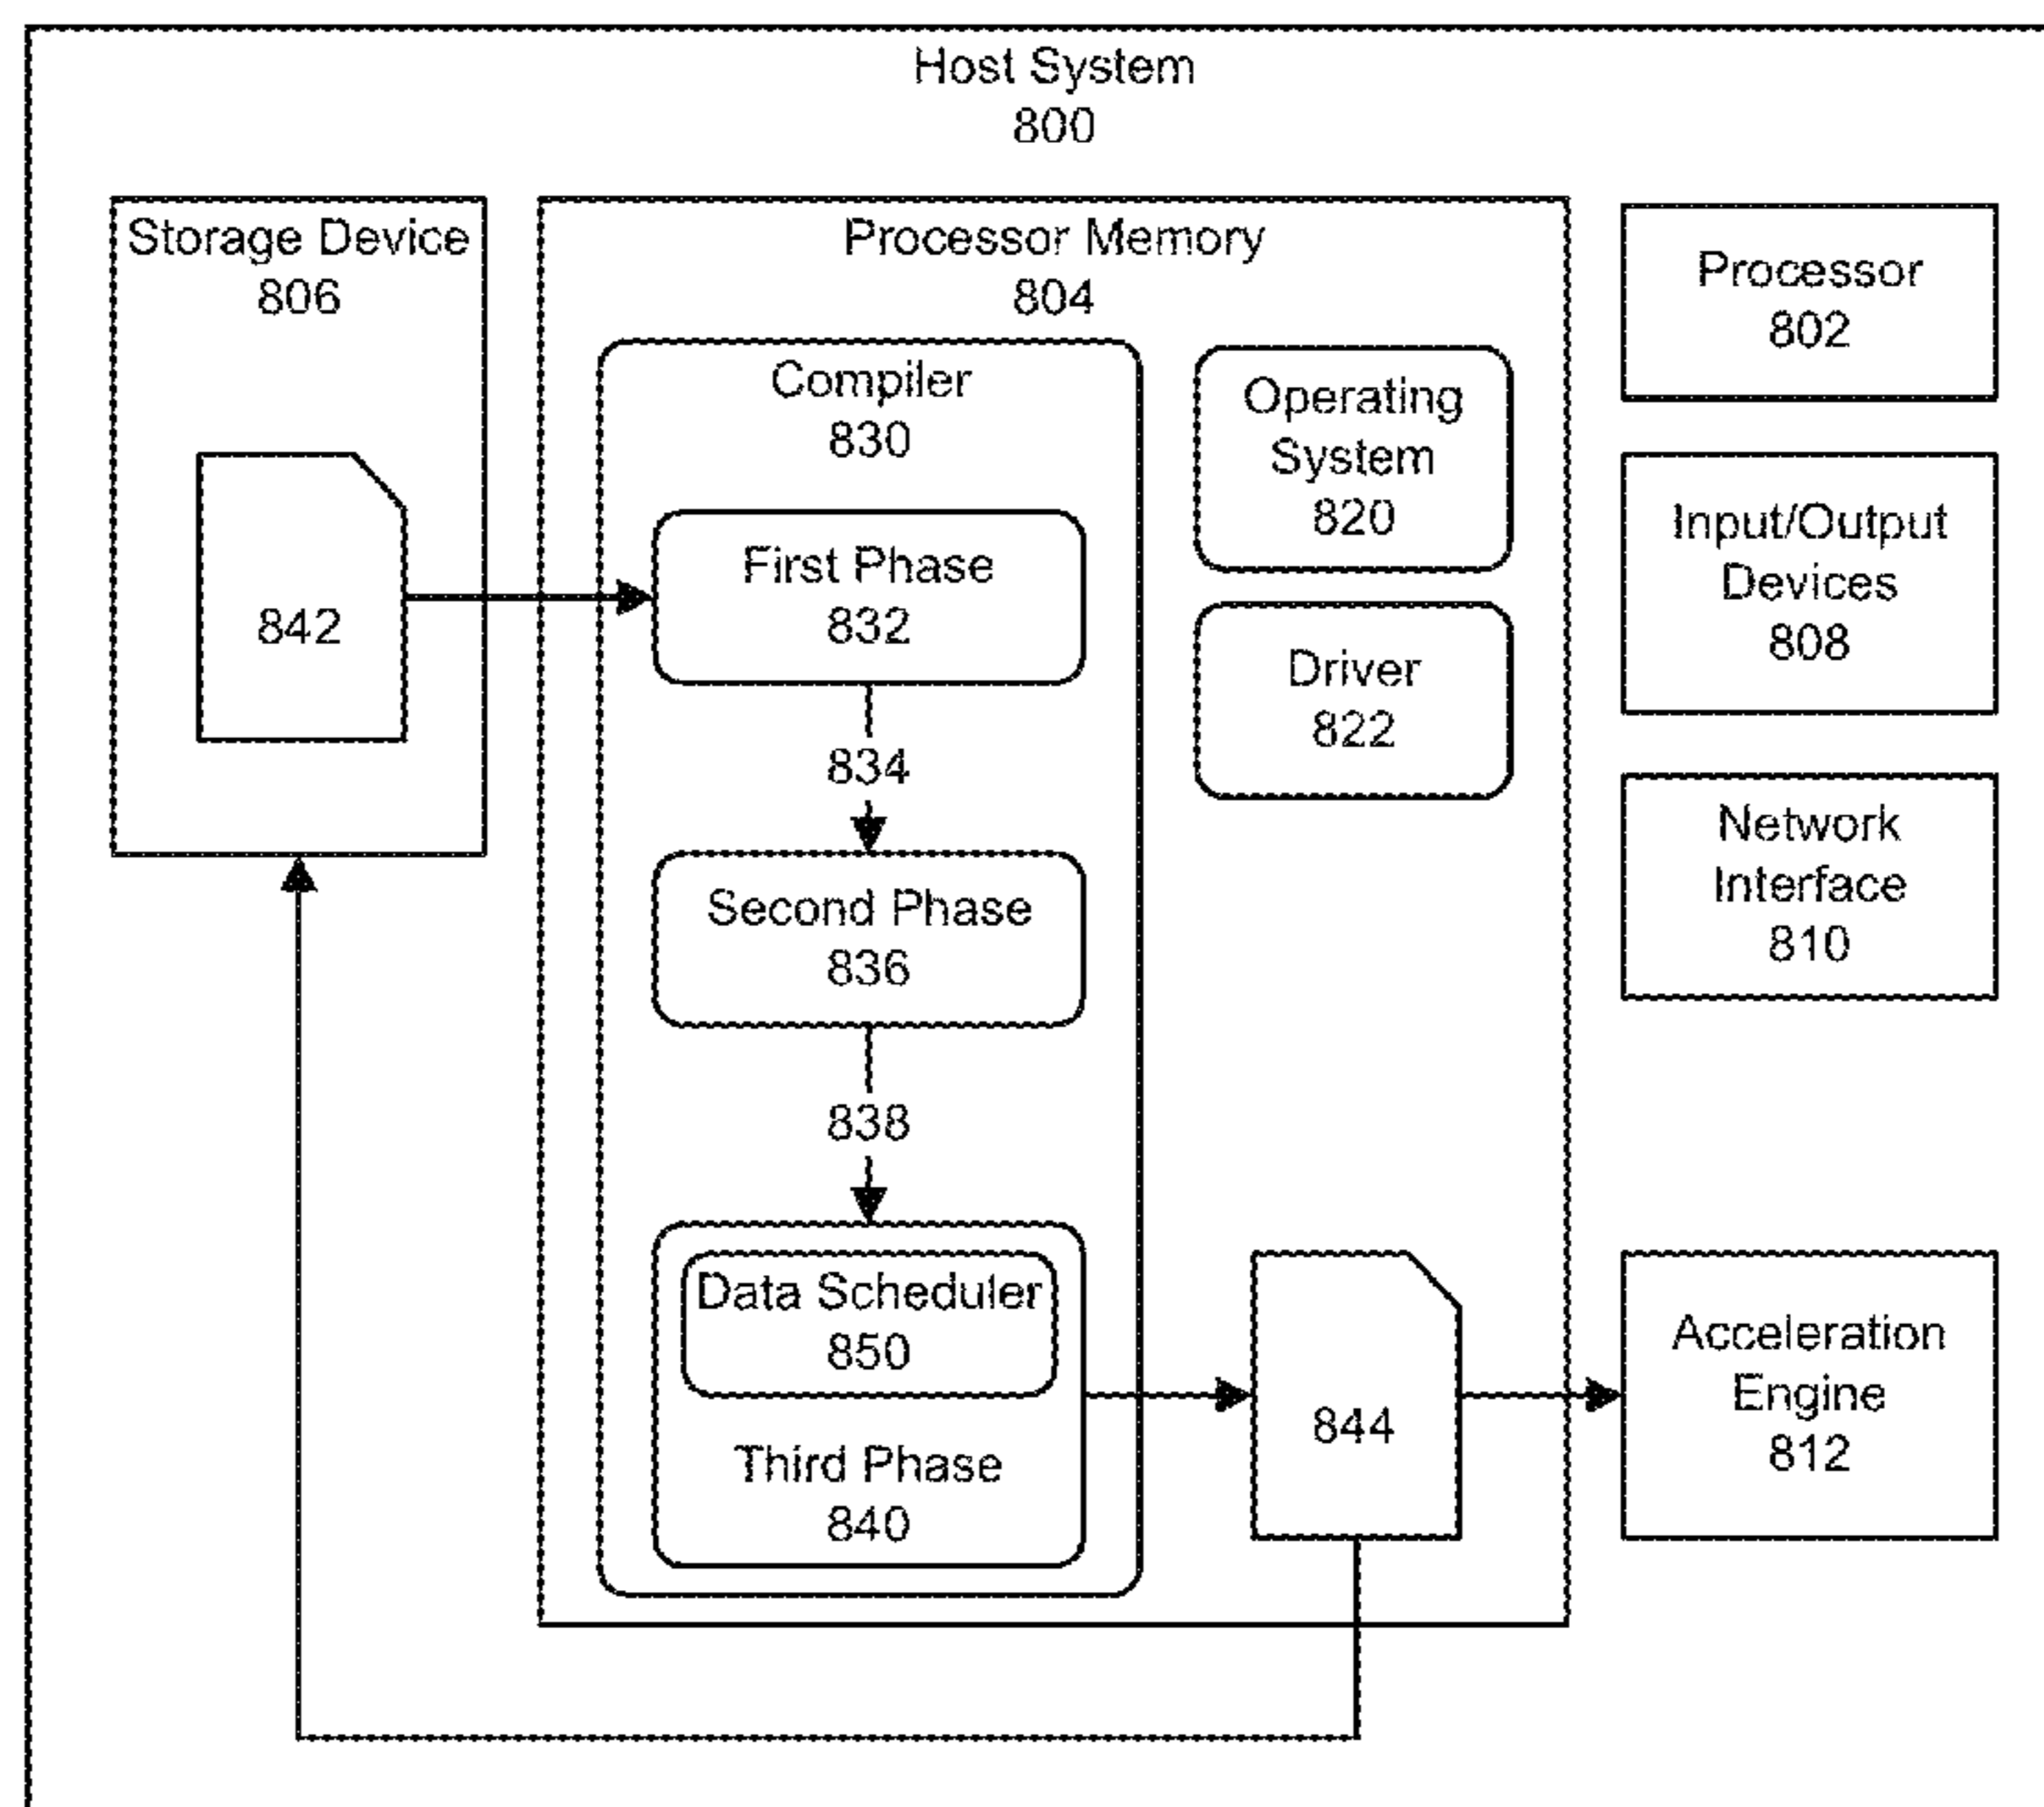 Host System
800
Storage Device
806
842
Processor Memory
804
Compiler
830
First Phase
832
834
Second Phase
836
838
Data Scheduler
850
Third Phase
840
Operating
System
820
Driver
822
844
Processor
802
Input/Output
Devices
808
Network
Interface
810
Acceleration
Engine
812